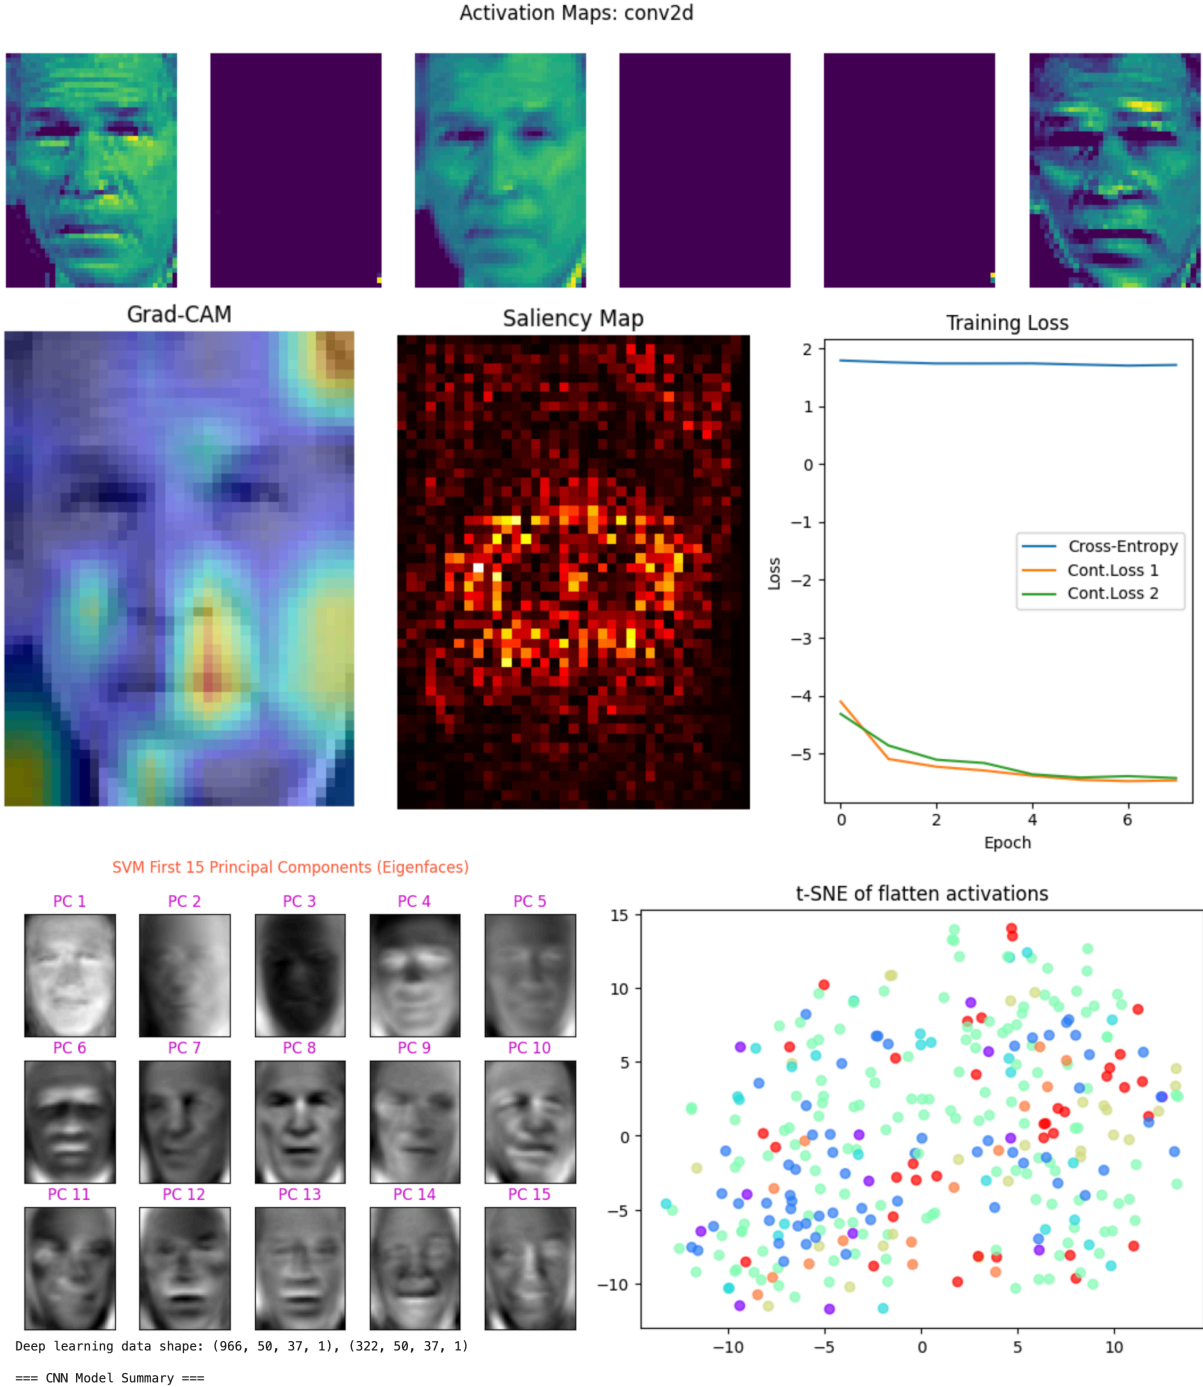 Activation Maps: conv2d
Grad-CAM
Saliency Map
Training Loss
2
1
0
−1
−2
−3
−4
−5
Loss
Cross-Entropy
Cont.Loss 1
Cont.Loss 2
0 2 4 6
Epoch
SVM First 15 Principal Components (Eigenfaces)
PC 1 PC 2 PC 3 PC 4 PC 5
PC 6 PC 7 PC 8 PC 9 PC 10
PC 11 PC 12 PC 13 PC 14 PC 15
t-SNE of flatten activations
15
10
5
0
−5
−10
−10 −5 0 5 10
Deep learning data shape: (966, 50, 37, 1), (322, 50, 37, 1)
=== CNN Model Summary ===